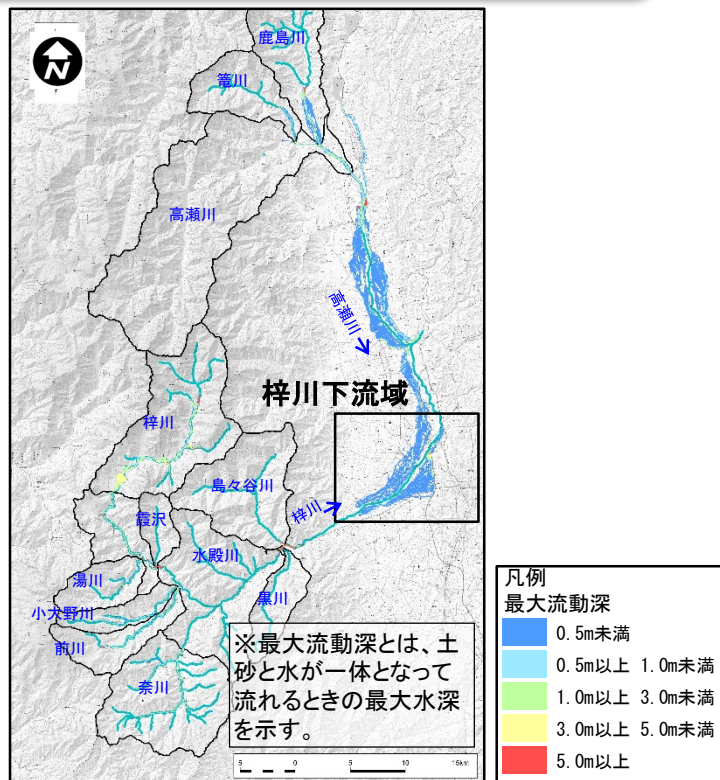 N
鹿島川
篭川
高瀬川
高瀬川
梓川下流域
梓川
島々谷川
梓川
霞沢
水殿川
湯川
黒川
小大野川
前川
奈川
※最大流動深とは、土
砂と水が一体となって
流れるときの最大水深
を示す。
5 0 5 10 15km
凡例
最大流動深
0.5m未満
0.5m以上 1.0m未満
1.0m以上 3.0m未満
3.0m以上 5.0m未満
5.0m以上